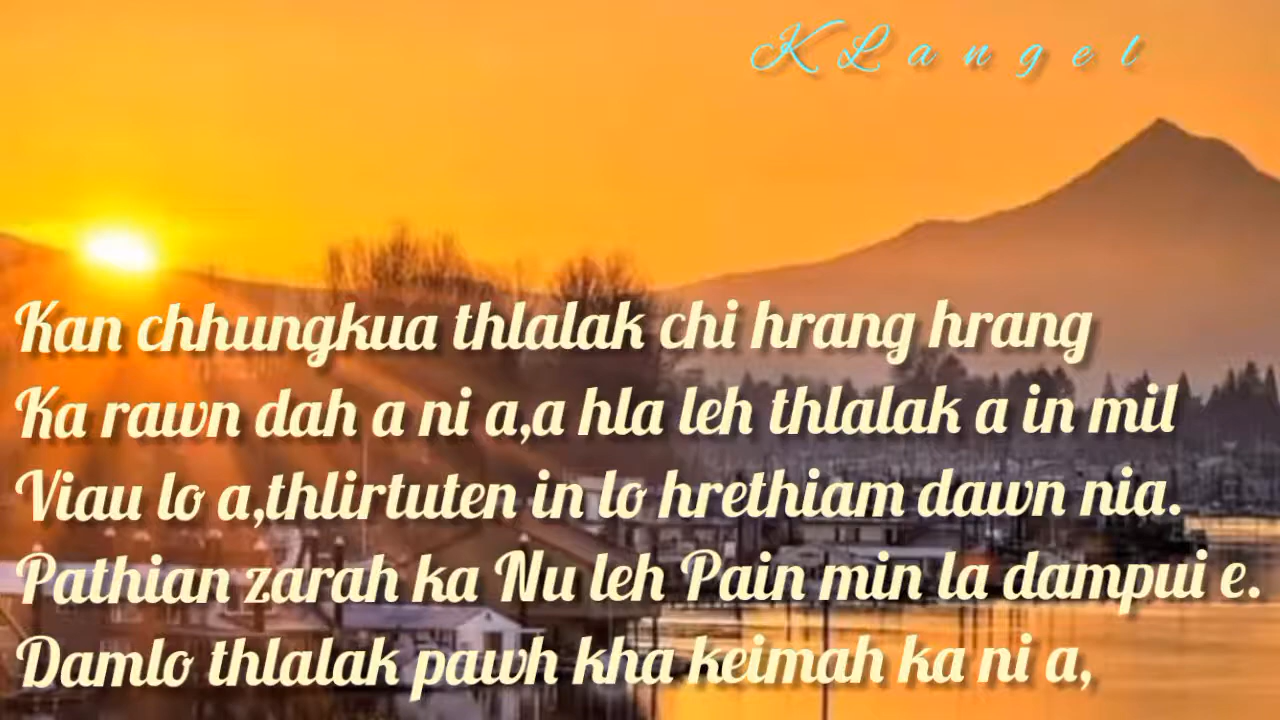 KLangel
Kan chhungkua thlalak chi hrang hrang
Ka rawn dah a ni a,a hla leh thlalak a in mil
Viau lo a,thlirtuten in lo hrethiam dawn nia.
Pathian zarah ka Nu leh Pain min la dampui e.
Damlo thlalak pawh kha keimah ka ni a,